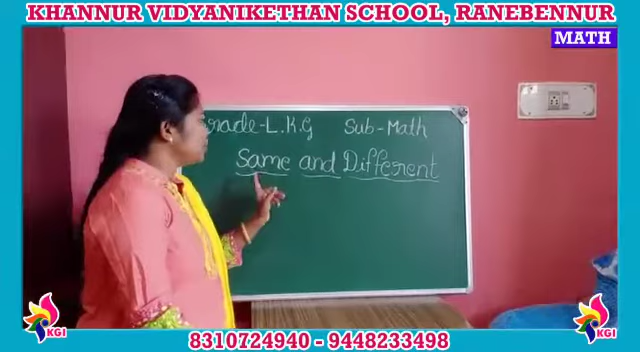 KHANNUR VIDYANIKETHAN SCHOOL, RANEBENNUR
MATH
rade-L.K.G Sub-Math
Same and Different
KGI
KGI
8310724940 - 9448233498